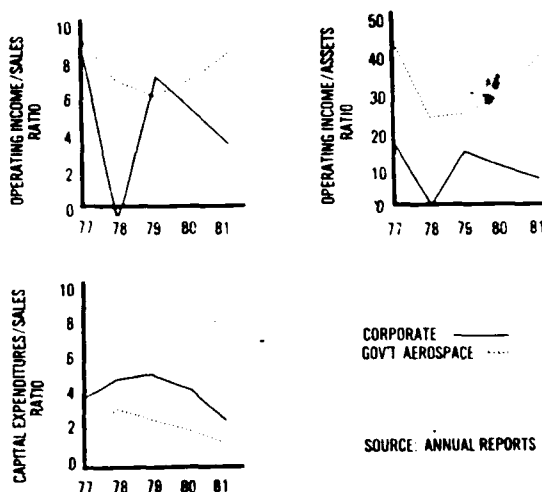 OPERATING INCOME/SALES
RATIO
10
8
6
4
2
0
77 78 79 80 81
OPERATING INCOME/ASSETS
RATIO
50
40
30
20
10
0
77 78 79 80 81
CAPITAL EXPENDITURES/SALES
RATIO
10
8
6
4
2
0
77 78 79 80 81
CORPORATE
GOV'T AEROSPACE
SOURCE: ANNUAL REPORTS